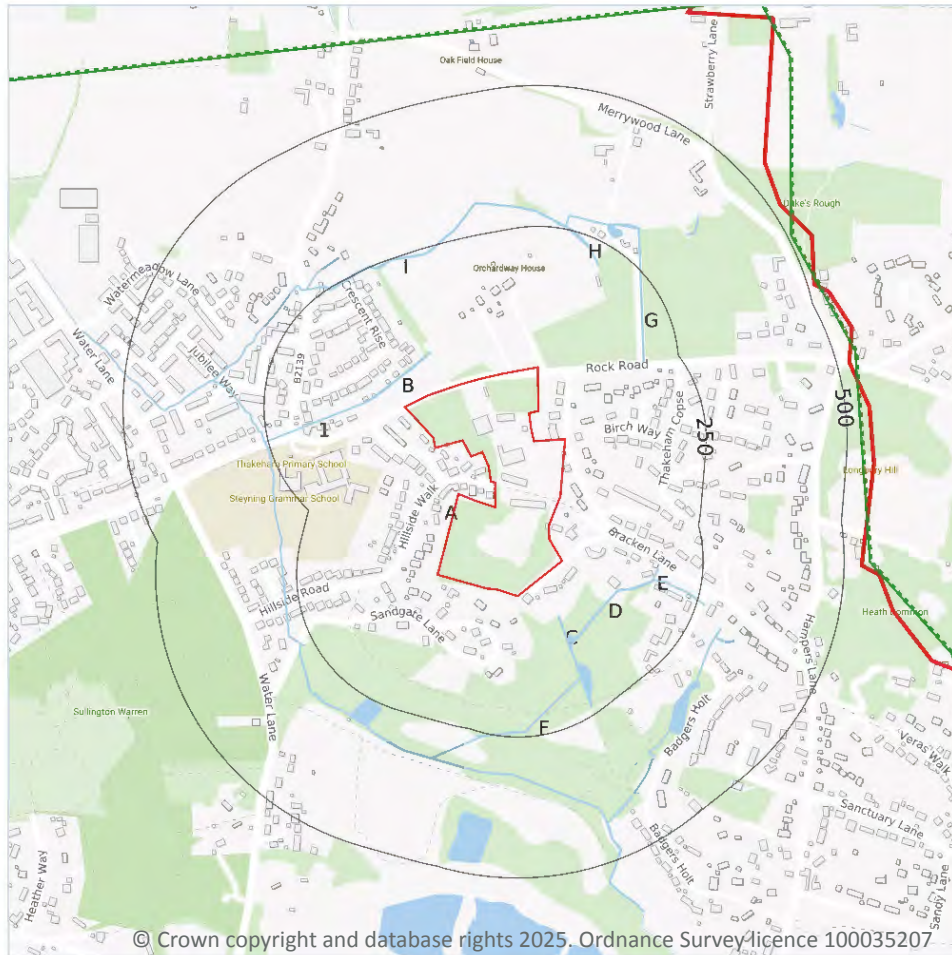 Oak Field House
Strawberry Lane
Merrywood Lane
Duke's Rough
Watermeadow Lane
H
I
Orchardway House
Crescent Rise
G
Water Lane
Jubilee Way
B2139
Rock Road
B
500
Thakeham Copse
250
1
Birch Way
Thakeham Primary School
Longbury Hill
Steyning Grammar School
Hillside Walk
A
Bracken Lane
E
D
Hillside Road
Sandgate Lane
Heath Common
C
Hampers Lane
Water Lane
Sullington Warren
F
Badgers Holt
Veras Walk
Sanctuary Lane
Badgers Holt
Heather Way
Sandy Lane
© Crown copyright and database rights 2025. Ordnance Survey licence 100035207